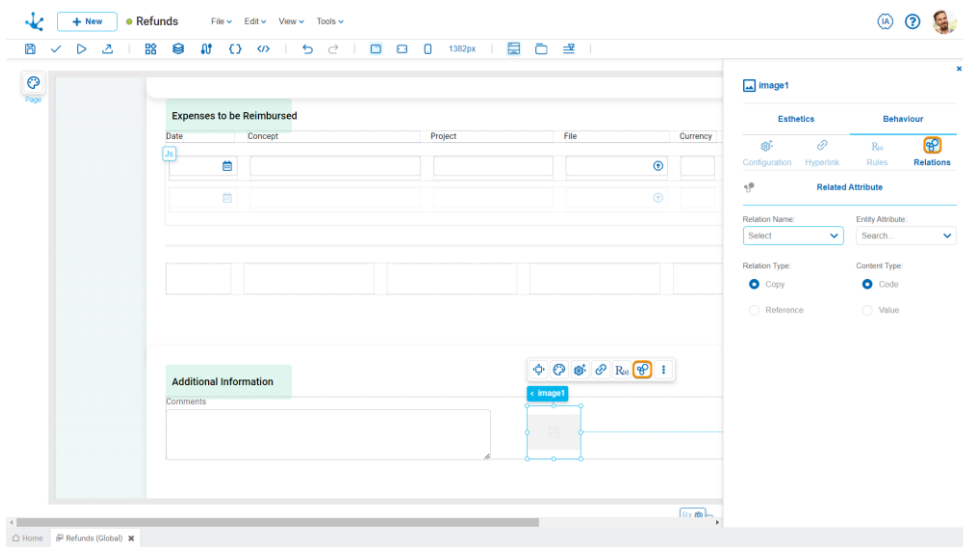 + New
Refunds
File
Edit
View
Tools
IA
?
1382px
Page
image1
Esthetics
Behaviour
Configuration
Hyperlink
Rules
Relations
Related Attribute
Relation Name:
Entity Attribute:
Select
Search...
Relation Type:
Content Type:
Copy
Code
Reference
Value
Expenses to be Reimbursed
Date
Concept
Project
File
Currency
Js
Additional Information
Comments
R(x)
< Image1
Home
Refunds (Global)